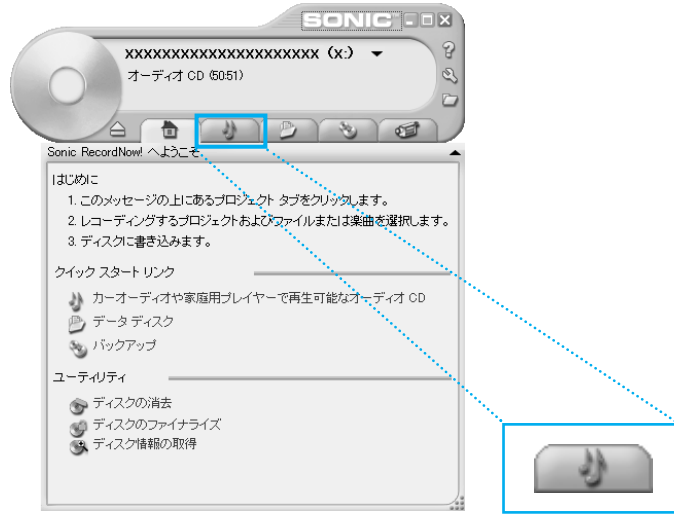 SONIC
xxxxxxxxxxxxxxxxxxxxx (x:)
オーディオ CD (50:51)
Sonic RecordNow! へようこそ
はじめに
1. このメッセージの上にあるプロジェクト タブをクリックします。
2. レコーディングするプロジェクトおよびファイルまたは楽曲を選択します。
3. ディスクに書き込みます。
クイック スタート リンク
カーオーディオや家庭用プレイヤーで再生可能なオーディオ CD
データ ディスク
バックアップ
ユーティリティ
ディスクの消去
ディスクのファイナライズ
ディスク情報の取得